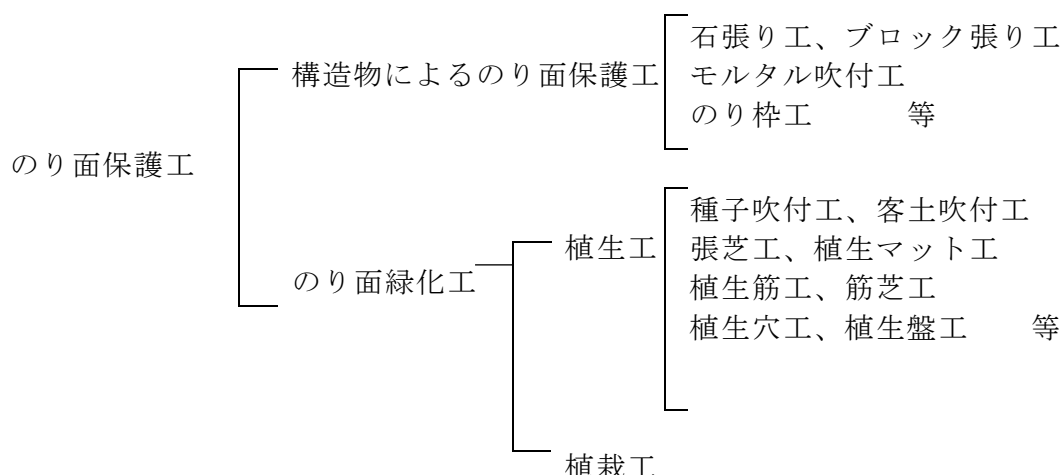 のり面保護工
構造物によるのり面保護工
石張り工、ブロック張り工
モルタル吹付工
のり枠工　　　等
のり面緑化工
植生工
種子吹付工、客土吹付工
張芝工、植生マット工
植生筋工、筋芝工
植生穴工、植生盤工　　等
植栽工